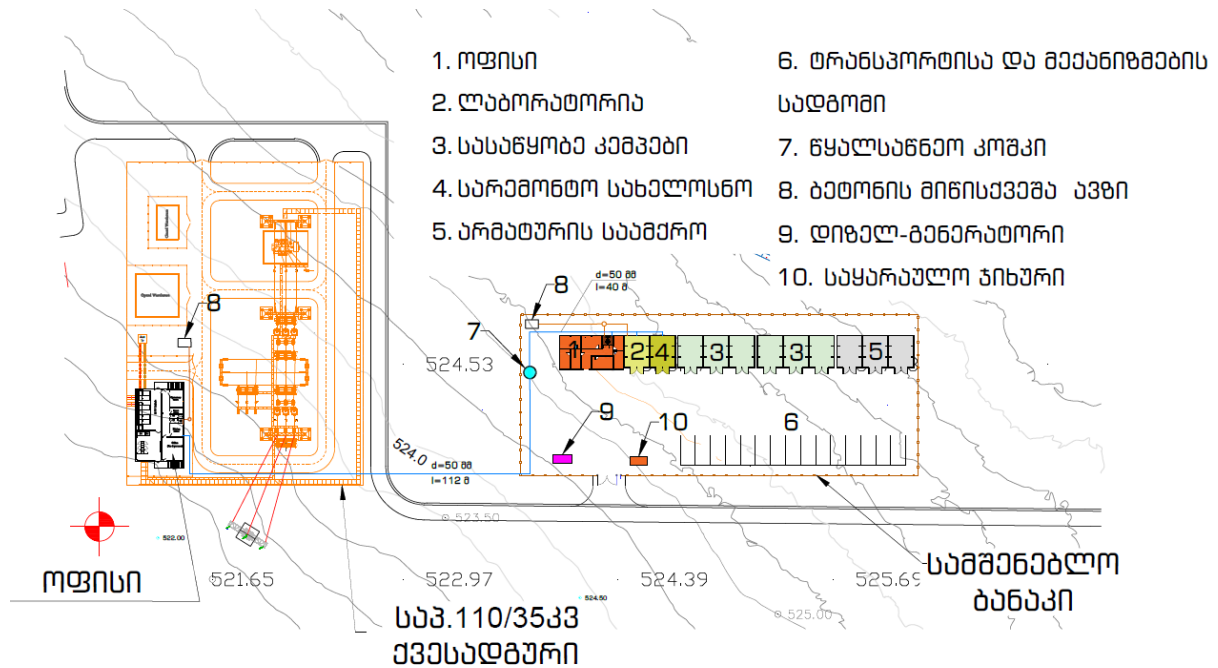 1. ოფისი
2. ლაბორატორია
3. სასაწყობე კემპები
4. სარემონტო სახელოსნო
5. არმატურის საამქრო
6. ტრანსპორტისა და მექანიზმების
სადგომი
7. წყალსაწნეო კოშკი
8. ბეტონის მიწისქვეშა ავზი
9. დიზელ-გენერატორი
10. საყარაულო ჯიხური
d=50 მმ
l=40 მ
8
7
1
2
4
3
3
5
524.53
9
10
6
8
Open Warehouse
524.0
d=50 მმ
l=112 მ
523.50
522.00
ოფისი
521.65
522.97
524.39
525.69
524.50
525.00
სამშენებლო
ბანაკი
საპ.110/35კვ
ქვესადგური